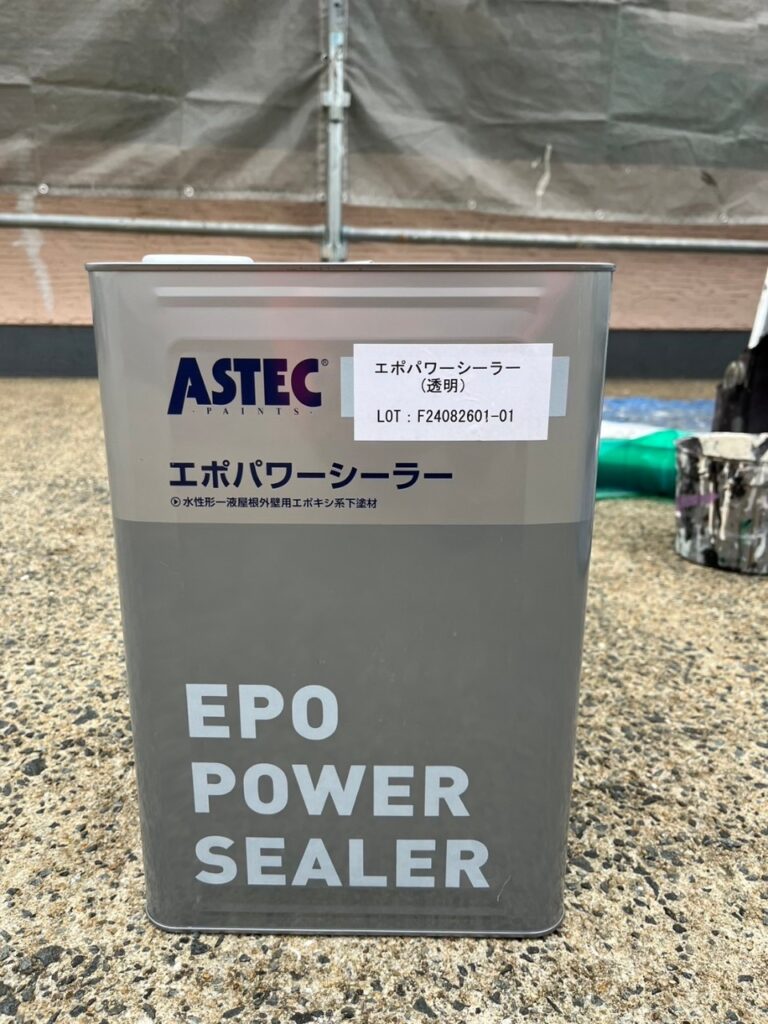 ASTEC®
・PAINTS・
エポパワーシーラー
(透明)
LOT：F24082601-01
エポパワーシーラー
水性形一液屋根外壁用エポキシ系下塗材
EPO
POWER
SEALER